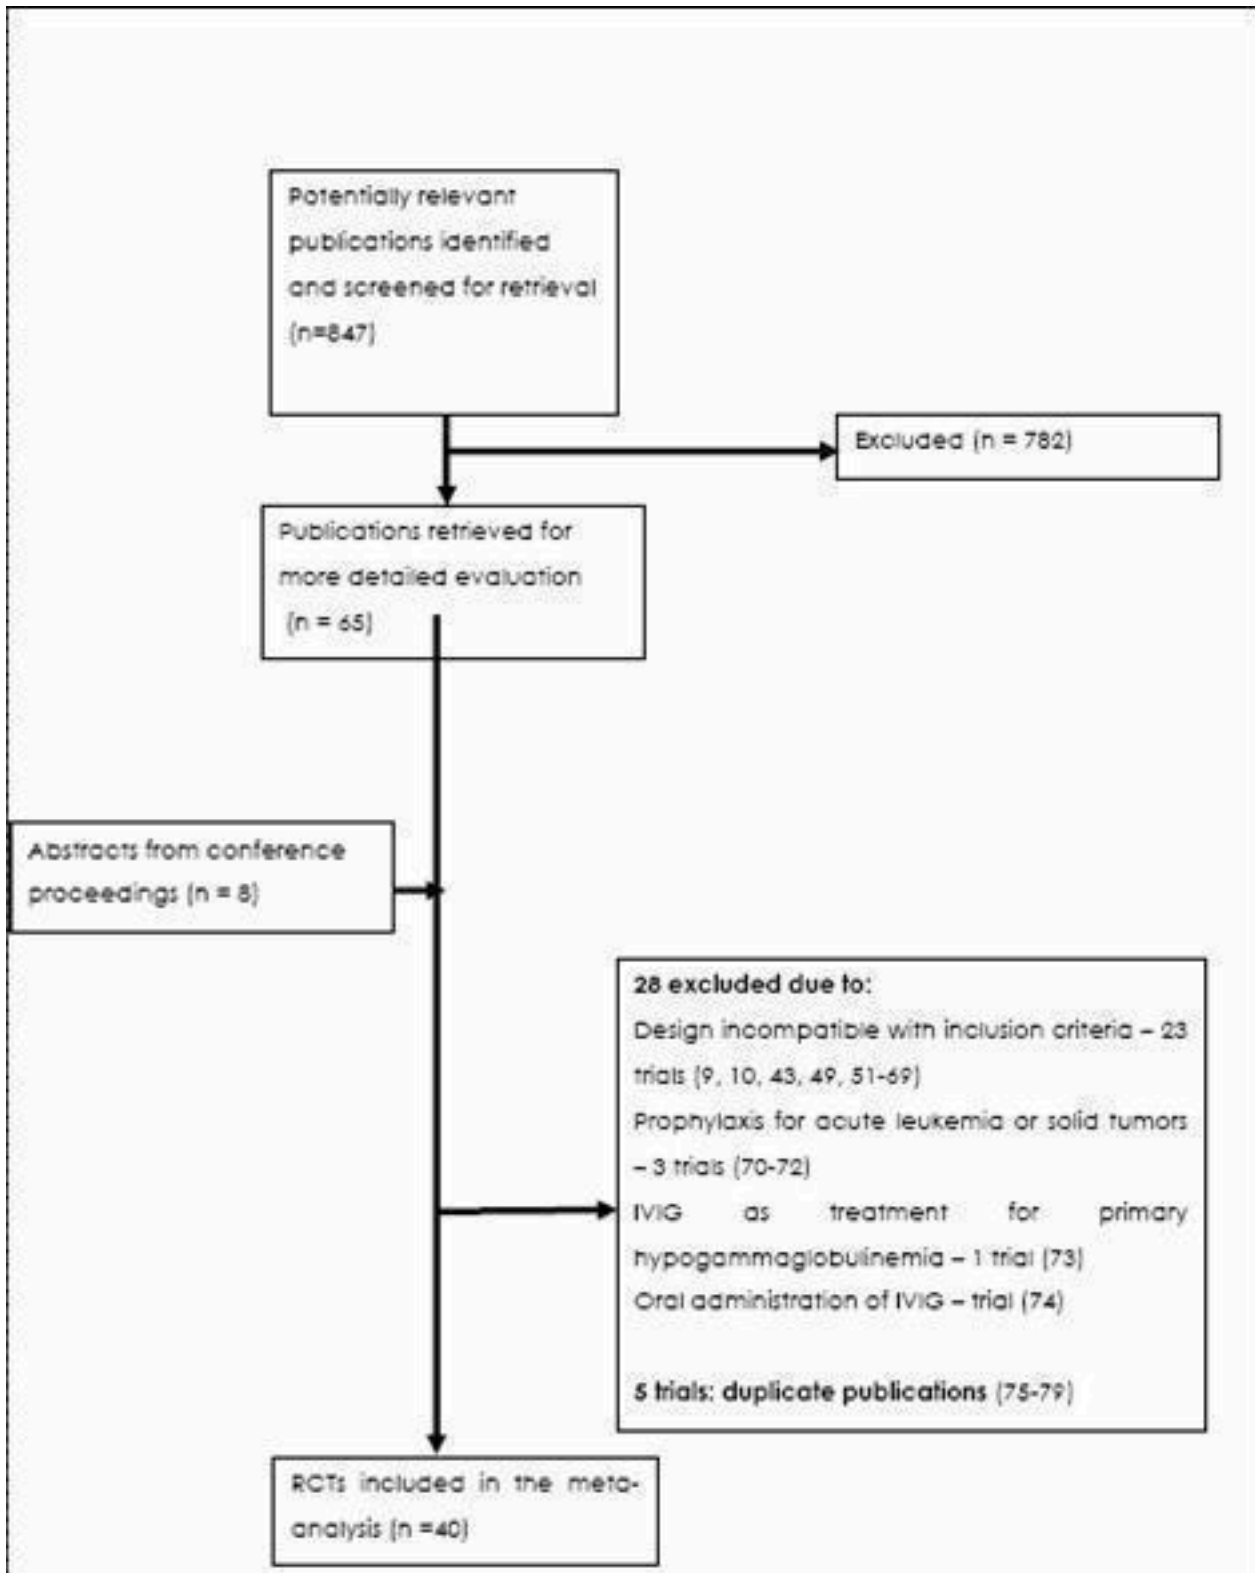 Potentially relevant
publications identified
and screened for retrieval
(n=847)
Excluded (n = 782)
Publications retrieved for
more detailed evaluation
(n = 65)
Abstracts from conference
proceedings (n = 8)
28 excluded due to:
Design incompatible with inclusion criteria – 23
trials (9, 10, 43, 49, 51-69)
Prophylaxis for acute leukemia or solid tumors
– 3 trials (70-72)
IVIG as treatment for primary
hypogammaglobulinemia – 1 trial (73)
Oral administration of IVIG – trial (74)
5 trials: duplicate publications (75-79)
RCTs included in the meta-
analysis (n =40)